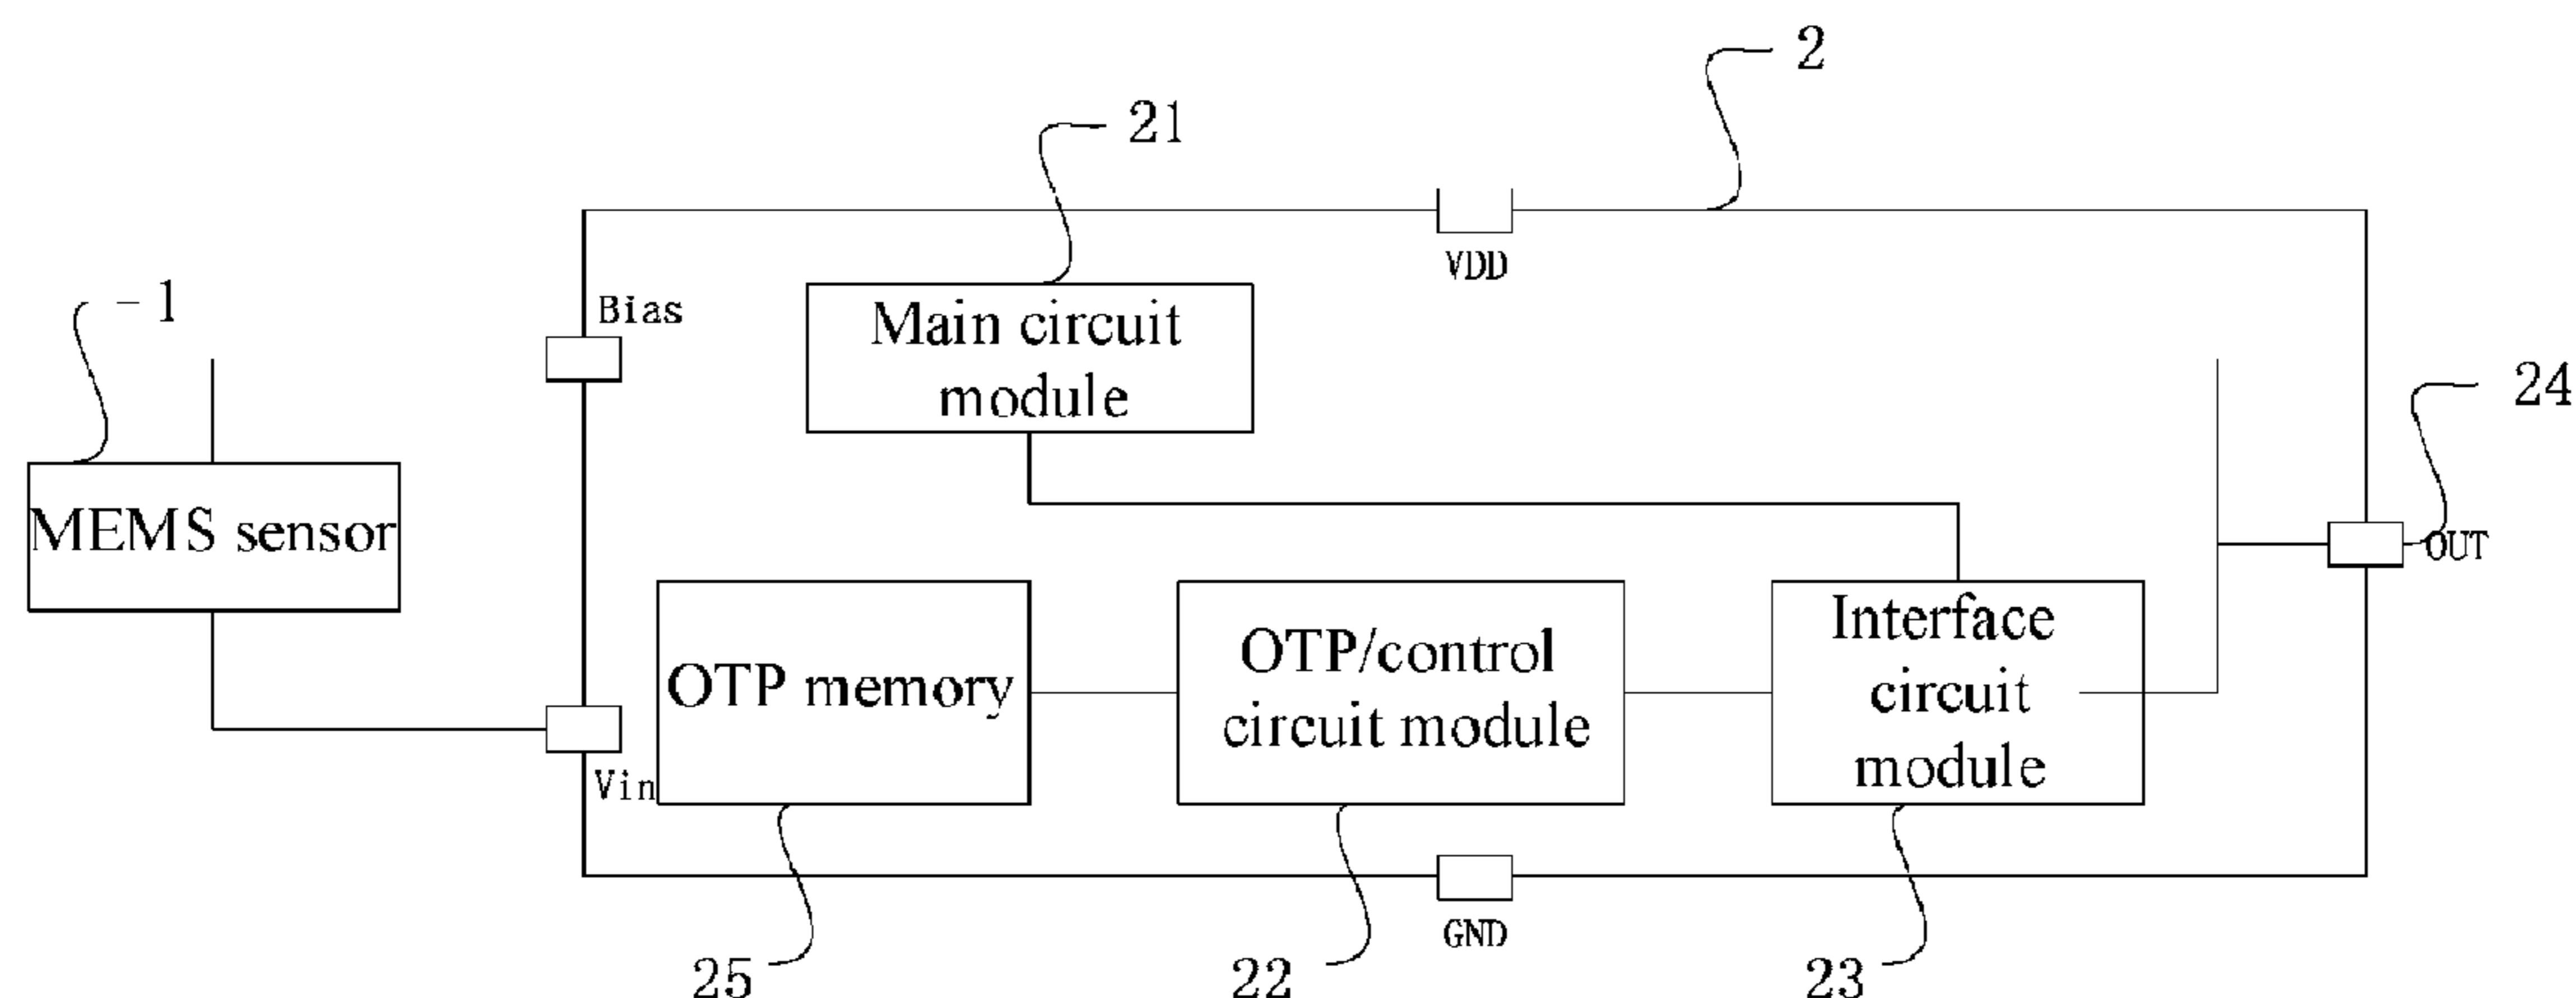 2
21
VDD
-1
Bias
Main circuit
module
24
MEMS sensor
OUT
OTP memory
OTP/control
circuit module
Interface
circuit
module
Vin
GND
25
22
23